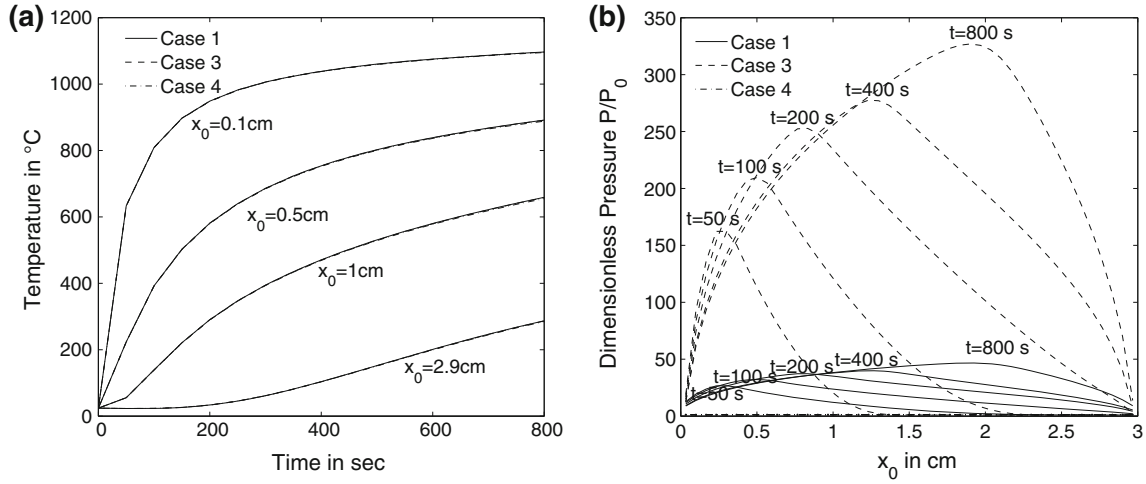 (a)
1200
1000
800
600
400
200
0
Temperature in °C
Case 1
Case 3
Case 4
x0=0.1cm
x0=0.5cm
x0=1cm
x0=2.9cm
0 200 400 600 800
Time in sec
(b)
350
300
250
200
150
100
50
0
Dimensionless Pressure P/P0
Case 1
Case 3
Case 4
t=800 s
t=400 s
t=200 s
t=100 s
t=50 s
t=800 s
t=400 s
t=200 s
t=100 s
t=50 s
0 0.5 1 1.5 2 2.5 3
x0 in cm